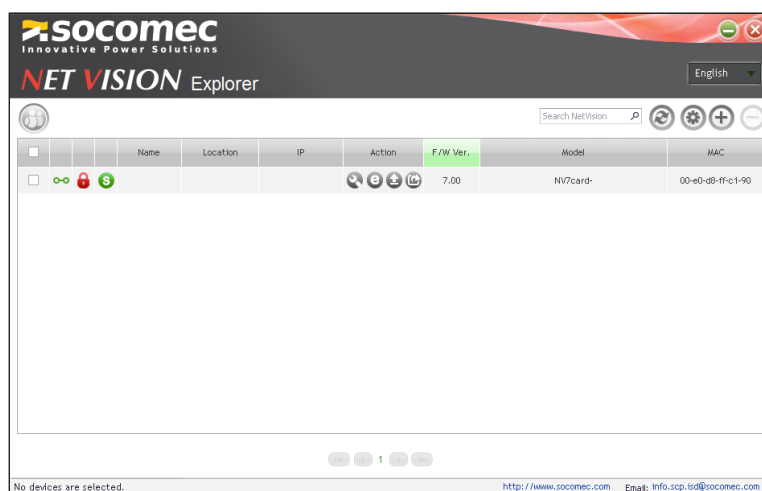 socomec
Innovative Power Solutions
NET VISION Explorer
English
Search NetVision
Name Location IP Action F/W Ver. Model MAC
S e 7.00 NV7card- 00-e0-d8-ff-c1-90
1
No devices are selected. http://www.socomec.com Email: info.scp.isd@socomec.com